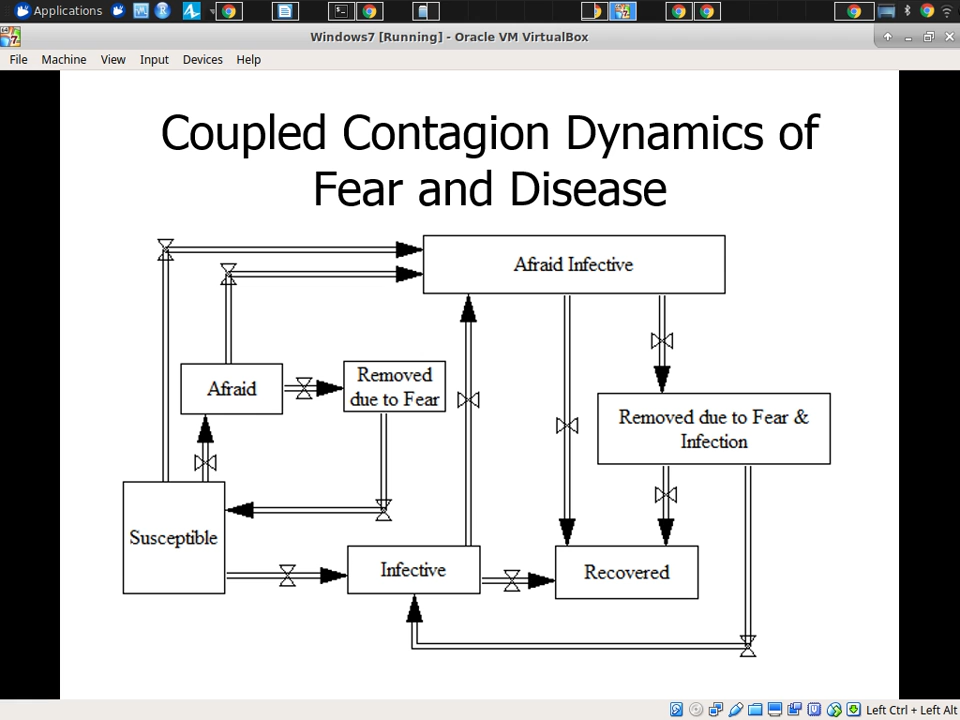 Applications
Windows7 [Running] - Oracle VM VirtualBox
File Machine View Input Devices Help
Coupled Contagion Dynamics of
Fear and Disease
Afraid Infective
Afraid
Removed
due to Fear
Removed due to Fear &
Infection
Susceptible
Infective
Recovered
Left Ctrl + Left Alt